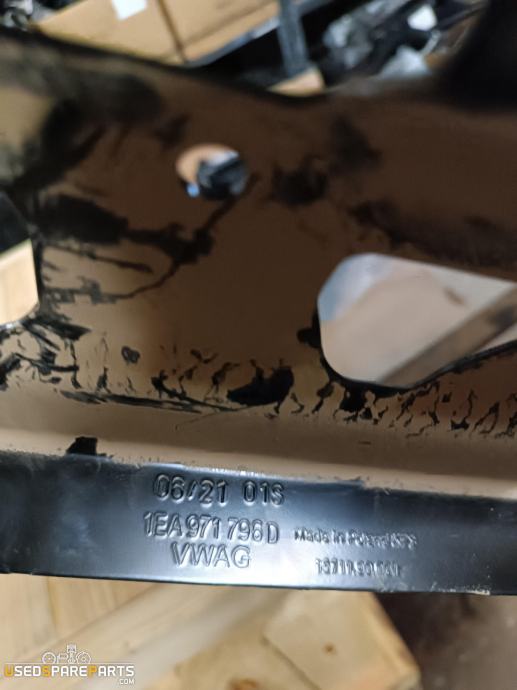 06/21 01S
1EA 971 796 D
VWAG
Made in Poland
USEDSPAREPARTS
.COM